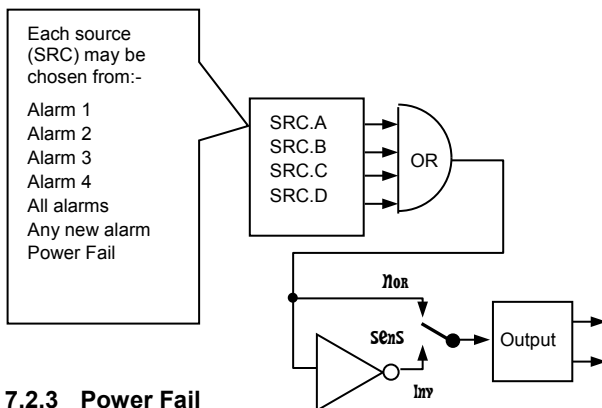 Each source
(SRC) may be
chosen from:-
Alarm 1
Alarm 2
Alarm 3
Alarm 4
All alarms
Any new alarm
Power Fail
SRC.A
SRC.B
SRC.C
SRC.D
OR
nor
sens
Inv
Output
7.2.3 Power Fail